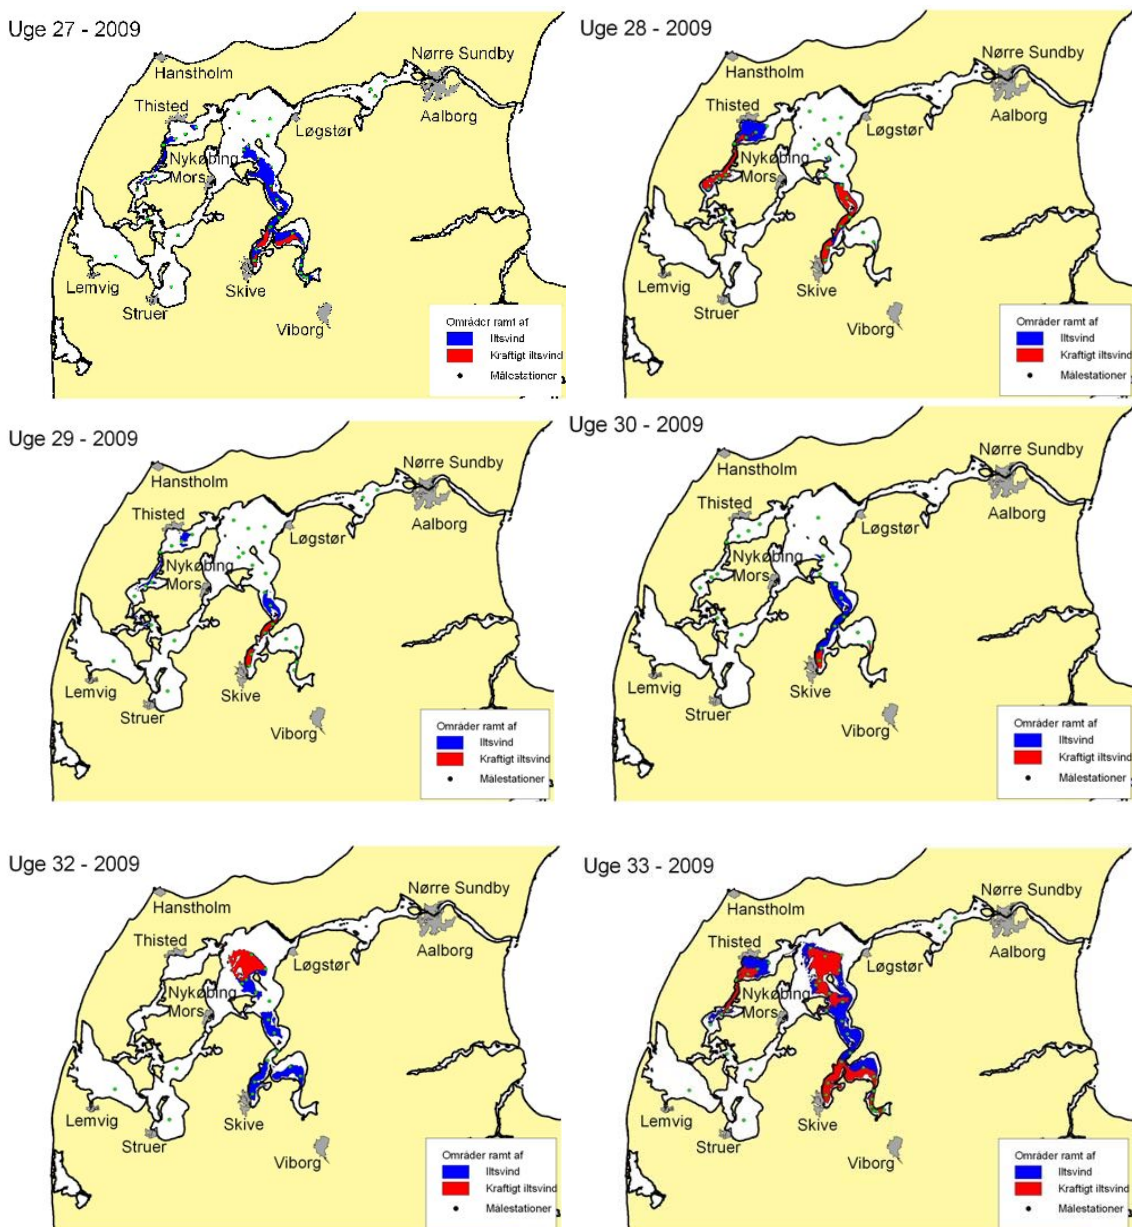 Uge 27 - 2009
Hanstholm
Nørre Sundby
Thisted
Aalborg
Løgstør
Nykøbing
Mors
Lemvig
Skive
Struer
Viborg
Områder ramt af
Iltsvind
Kraftigt iltsvind
Målestationer
Uge 28 - 2009
Hanstholm
Nørre Sundby
Thisted
Aalborg
Løgstør
Nykøbing
Mors
Lemvig
Skive
Struer
Viborg
Områder ramt af
Iltsvind
Kraftigt iltsvind
Målestationer
Uge 29 - 2009
Hanstholm
Nørre Sundby
Thisted
Aalborg
Løgstør
Nykøbing
Mors
Lemvig
Skive
Struer
Viborg
Områder ramt af
Iltsvind
Kraftigt iltsvind
Målestationer
Uge 30 - 2009
Hanstholm
Nørre Sundby
Thisted
Aalborg
Løgstør
Nykøbing
Mors
Lemvig
Skive
Struer
Viborg
Områder ramt af
Iltsvind
Kraftigt iltsvind
Målestationer
Uge 32 - 2009
Hanstholm
Nørre Sundby
Thisted
Aalborg
Løgstør
Nykøbing
Mors
Lemvig
Skive
Struer
Viborg
Områder ramt af
Iltsvind
Kraftigt iltsvind
Målestationer
Uge 33 - 2009
Hanstholm
Nørre Sundby
Thisted
Aalborg
Løgstør
Nykøbing
Mors
Lemvig
Skive
Struer
Viborg
Områder ramt af
Iltsvind
Kraftigt iltsvind
Målestationer